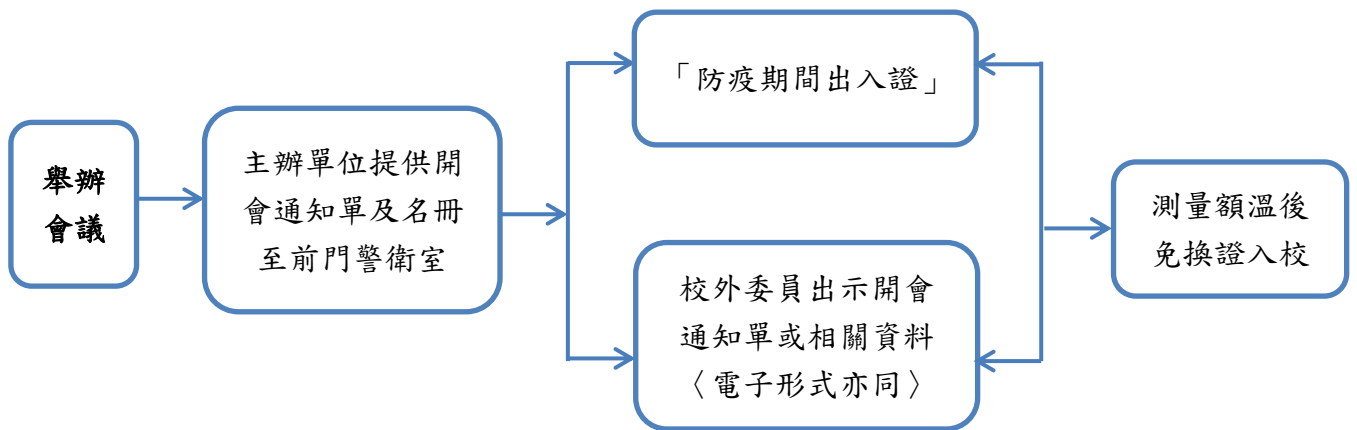 舉辦
會議
主辦單位提供開
會通知單及名冊
至前門警衛室
「防疫期間出入證」
校外委員出示開會
通知單或相關資料
〈電子形式亦同〉
測量額溫後
免換證入校